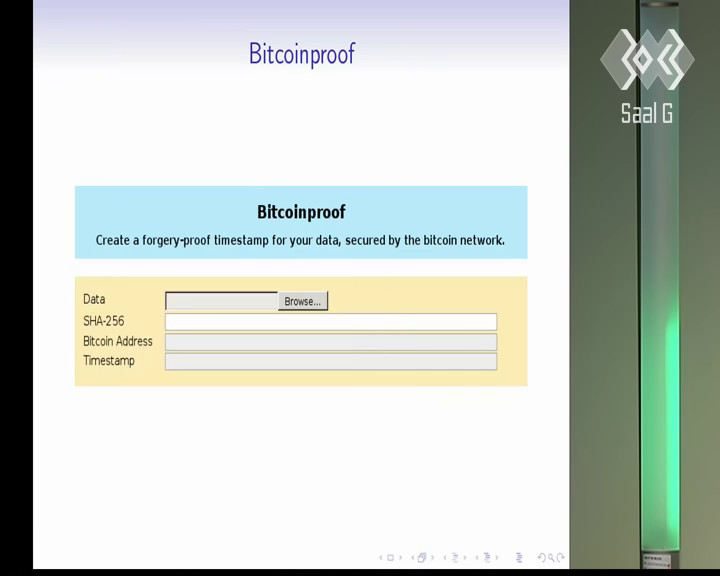 Bitcoinproof
Saal G
Bitcoinproof
Create a forgery-proof timestamp for your data, secured by the bitcoin network.
Data
Browse...
SHA-256
Bitcoin Address
Timestamp